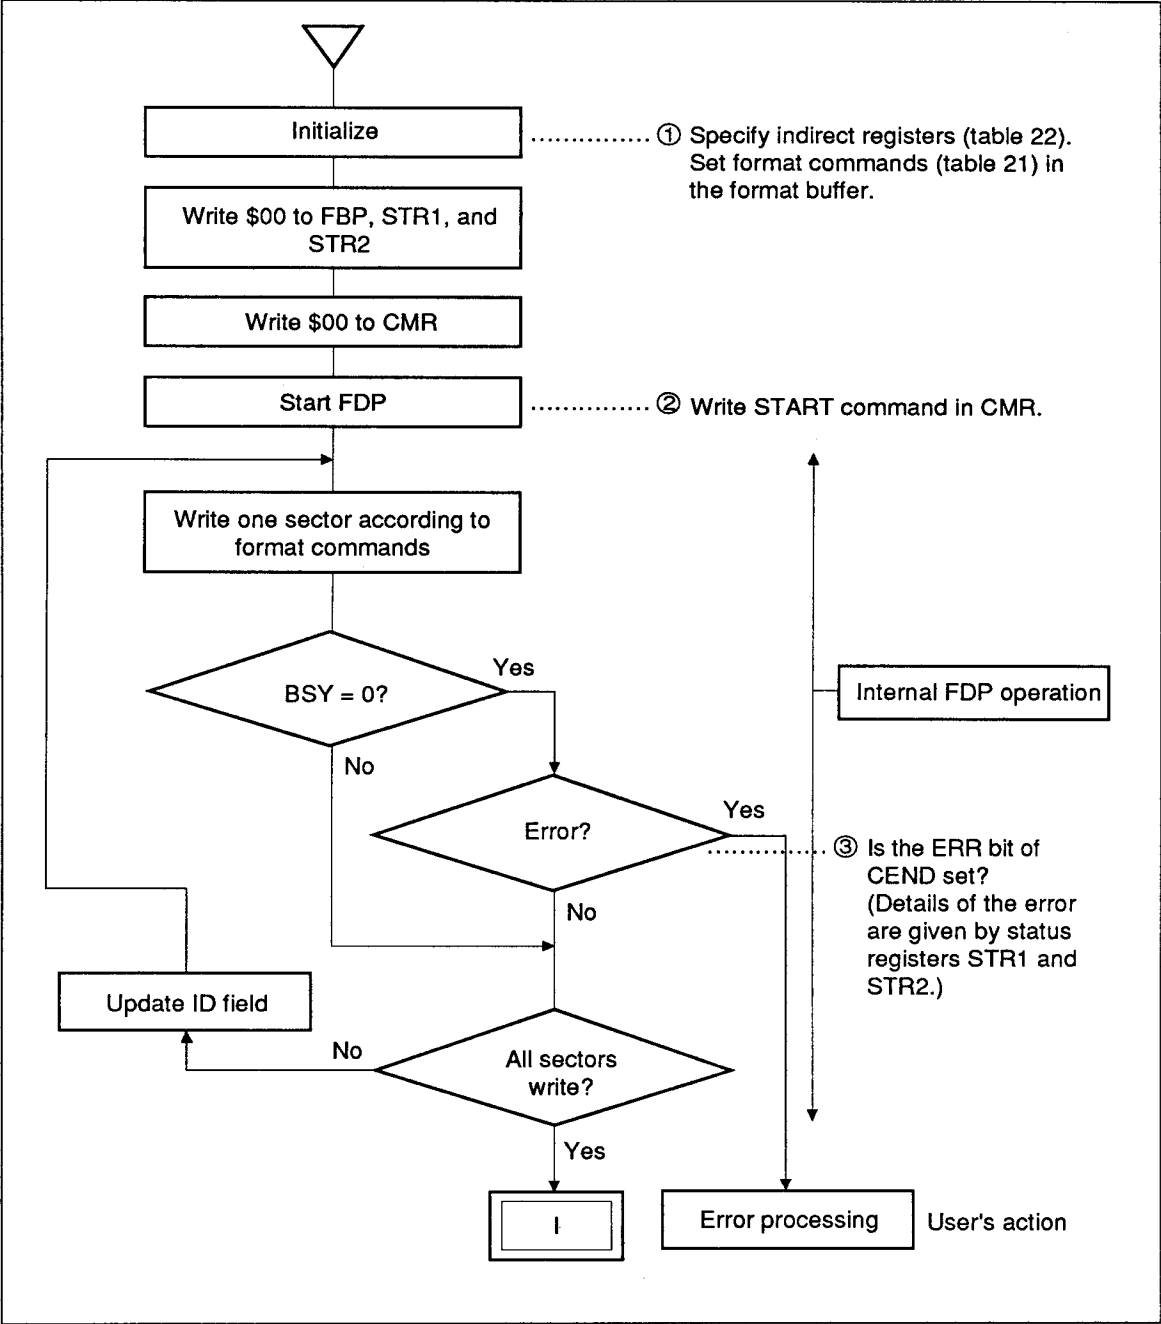 Initialize
① Specify indirect registers (table 22).
Set format commands (table 21) in
the format buffer.
Write $00 to FBP, STR1, and
STR2
Write $00 to CMR
Start FDP
② Write START command in CMR.
Write one sector according to
format commands
BSY = 0?
Yes
No
Internal FDP operation
Error?
Yes
No
③ Is the ERR bit of
CEND set?
(Details of the error
are given by status
registers STR1 and
STR2.)
Update ID field
No
All sectors
write?
Yes
I
Error processing
User's action